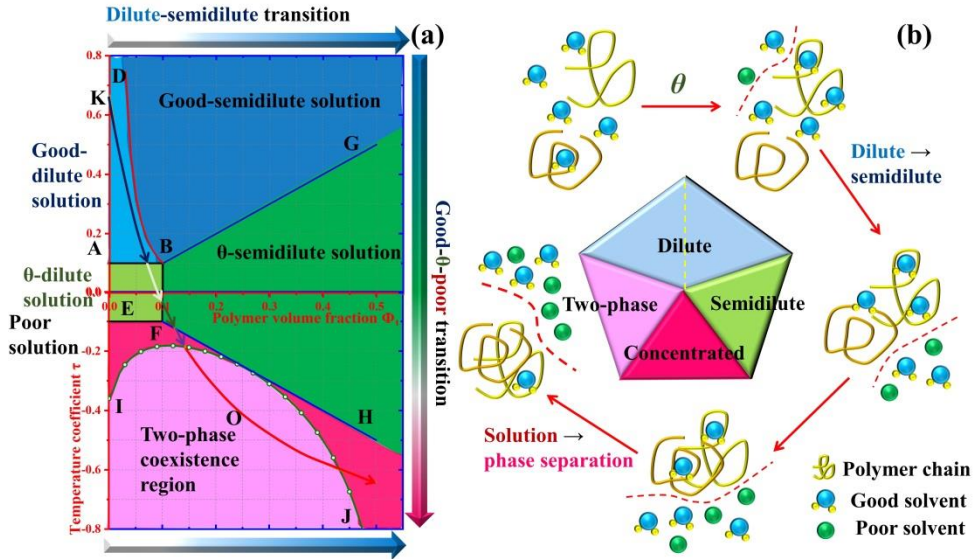 Dilute-semidilute transition
(a)
0.8
0.6
0.4
0.2
0.0
-0.2
-0.4
-0.6
-0.8
Temperature coefficient τ
0.0
0.1
0.2
0.3
0.4
0.5
Polymer volume fraction Φ
K
D
Good-semidilute solution
G
Good-
dilute
solution
A
B
θ-semidilute solution
θ-dilute
solution
E
Poor
solution
F
I
O
H
Two-phase
coexistence
region
J
Good-θ-poor transition
(b)
θ
Dilute →
semidilute
Dilute
Two-phase
Semidilute
Concentrated
Solution →
phase separation
Polymer chain
Good solvent
Poor solvent